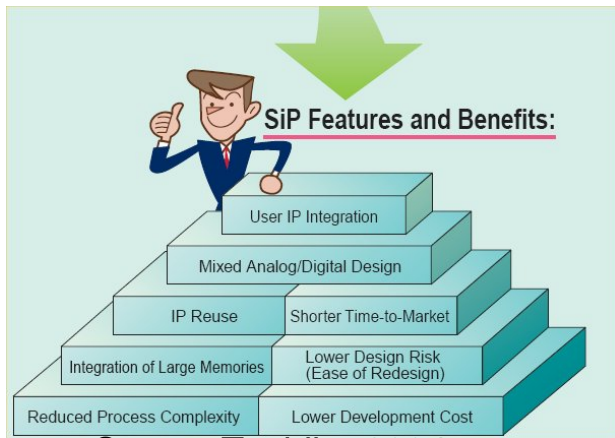 SiP Features and Benefits:
User IP Integration
Mixed Analog/Digital Design
IP Reuse
Shorter Time-to-Market
Integration of Large Memories
Lower Design Risk
(Ease of Redesign)
Reduced Process Complexity
Lower Development Cost